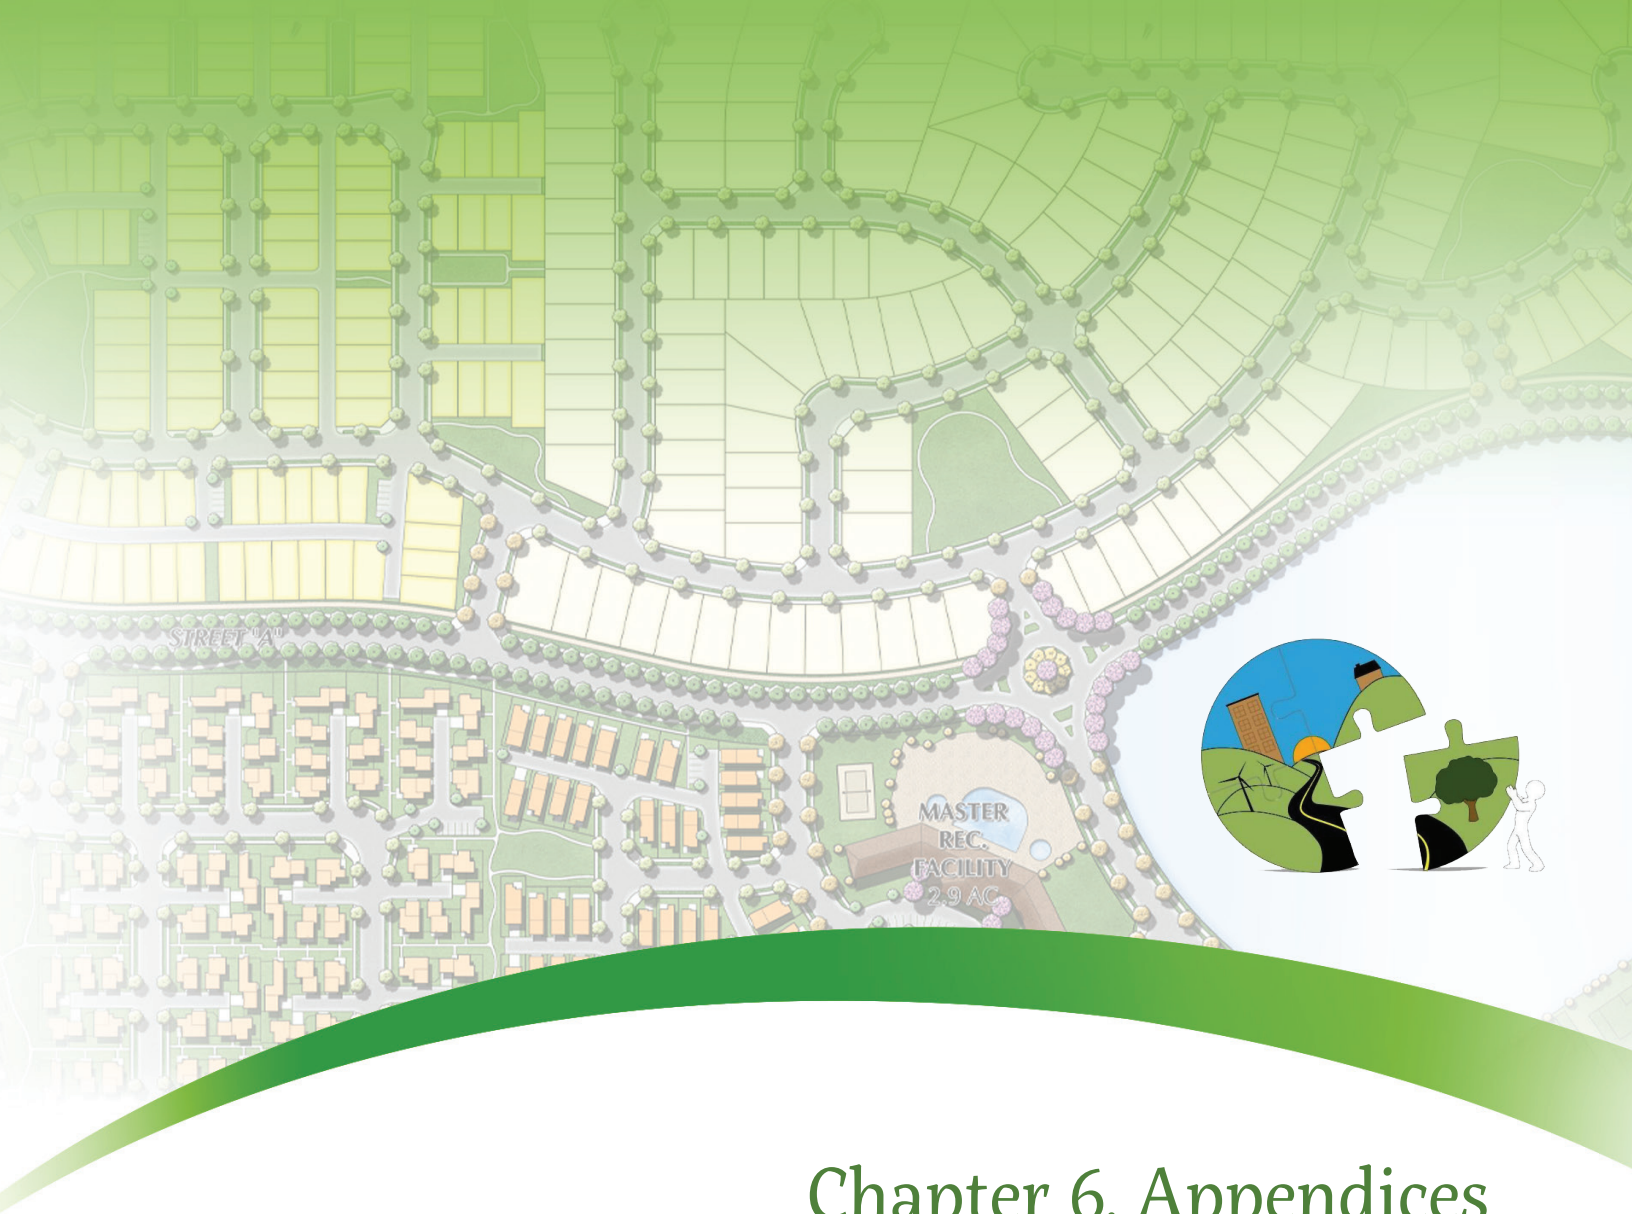 STREET "A"
MASTER
REC.
FACILITY
2.9 AC
Chapter 6. Appendices